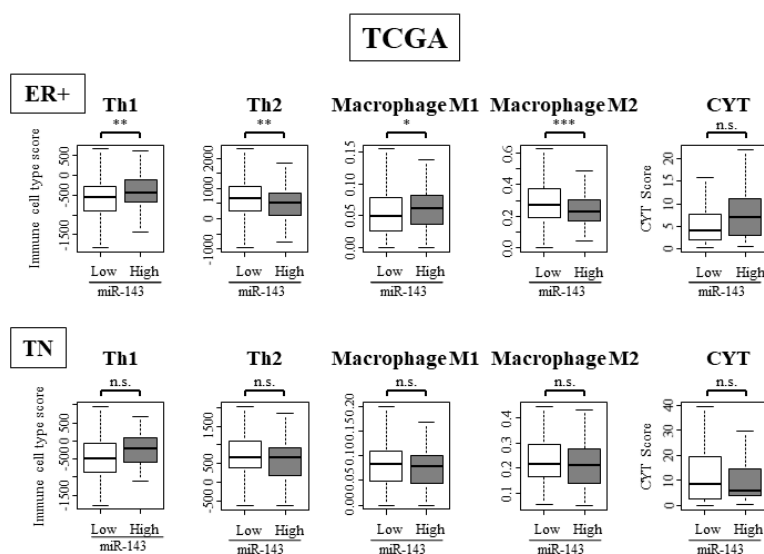 TCGA
ER+
Th1 Th2 Macrophage M1 Macrophage M2 CYT
** ** * *** n.s.
Immune cell type score
-1500 -500 0 500
-1000 0 1000 2000
0.00 0.05 0.10 0.15
0.0 0.2 0.4 0.6
CYT Score
0 5 10 15 20
Low High Low High Low High Low High Low High
miR-143 miR-143 miR-143 miR-143 miR-143
TN
Th1 Th2 Macrophage M1 Macrophage M2 CYT
n.s. n.s. n.s. n.s. n.s.
Immune cell type score
-1500 -500 0 500
-500 0 500 1500
0.00 0.05 0.10 0.15 0.20
0.1 0.2 0.3 0.4
CYT Score
0 10 20 30 40
Low High Low High Low High Low High Low High
miR-143 miR-143 miR-143 miR-143 miR-143